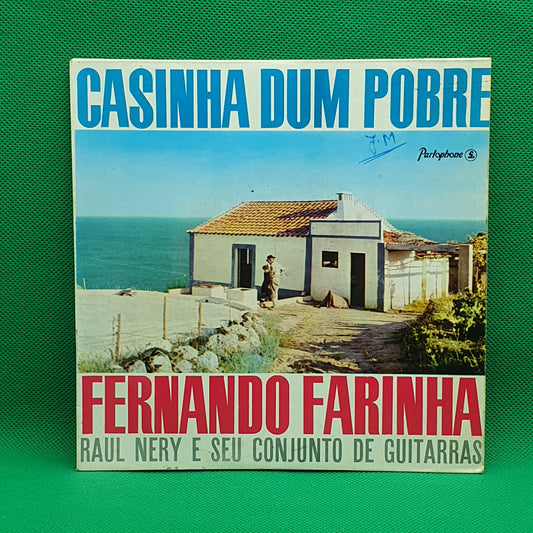 CASINHA DUM POBRE
J.M
Parlophone
FERNANDO FARINHA
RAUL NERY E SEU CONJUNTO DE GUITARRAS